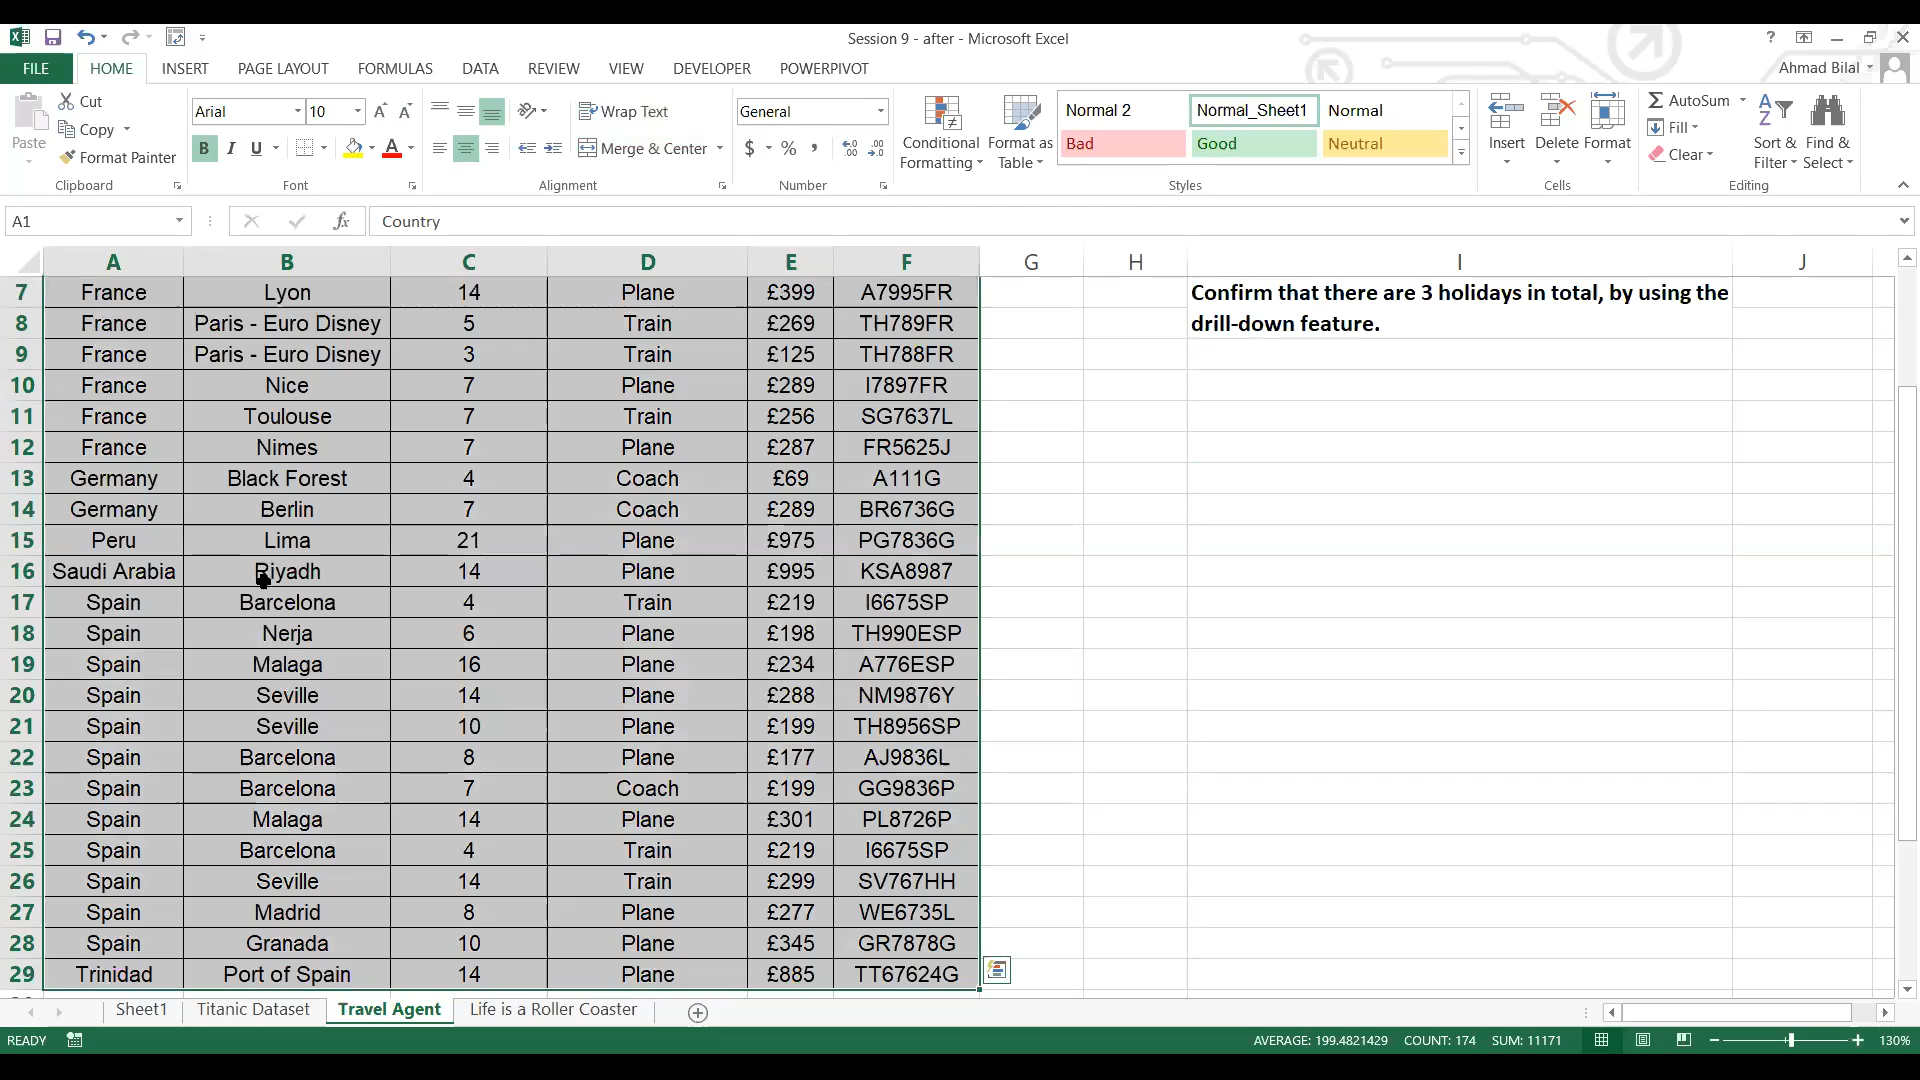 Session 9 - after - Microsoft Excel
?
FILE HOME INSERT PAGE LAYOUT FORMULAS DATA REVIEW VIEW DEVELOPER POWERPIVOT
Ahmad Bilal
Paste
Cut
Copy
Format Painter
Clipboard
Arial 10
B I U
Font
Wrap Text
Merge & Center
Alignment
General
$ % ,
Number
Conditional Formatting
Format as Table
Normal 2 Normal_Sheet1 Normal
Bad Good Neutral
Styles
Insert Delete Format
Cells
AutoSum
Fill
Clear
Sort & Filter
Find & Select
Editing
A1 fx Country
A B C D E F G H I J
7 France Lyon 14 Plane £399 A7995FR Confirm that there are 3 holidays in total, by using the
8 France Paris - Euro Disney 5 Train £269 TH789FR drill-down feature.
9 France Paris - Euro Disney 3 Train £125 TH788FR
10 France Nice 7 Plane £289 I7897FR
11 France Toulouse 7 Train £256 SG7637L
12 France Nimes 7 Plane £287 FR5625J
13 Germany Black Forest 4 Coach £69 A111G
14 Germany Berlin 7 Coach £289 BR6736G
15 Peru Lima 21 Plane £975 PG7836G
16 Saudi Arabia Riyadh 14 Plane £995 KSA8987
17 Spain Barcelona 4 Train £219 I6675SP
18 Spain Nerja 6 Plane £198 TH990ESP
19 Spain Malaga 16 Plane £234 A776ESP
20 Spain Seville 14 Plane £288 NM9876Y
21 Spain Seville 10 Plane £199 TH8956SP
22 Spain Barcelona 8 Plane £177 AJ9836L
23 Spain Barcelona 7 Coach £199 GG9836P
24 Spain Malaga 14 Plane £301 PL8726P
25 Spain Barcelona 4 Train £219 I6675SP
26 Spain Seville 14 Train £299 SV767HH
27 Spain Madrid 8 Plane £277 WE6735L
28 Spain Granada 10 Plane £345 GR7878G
29 Trinidad Port of Spain 14 Plane £885 TT67624G
Sheet1 Titanic Dataset Travel Agent Life is a Roller Coaster
READY AVERAGE: 199.4821429 COUNT: 174 SUM: 11171 130%